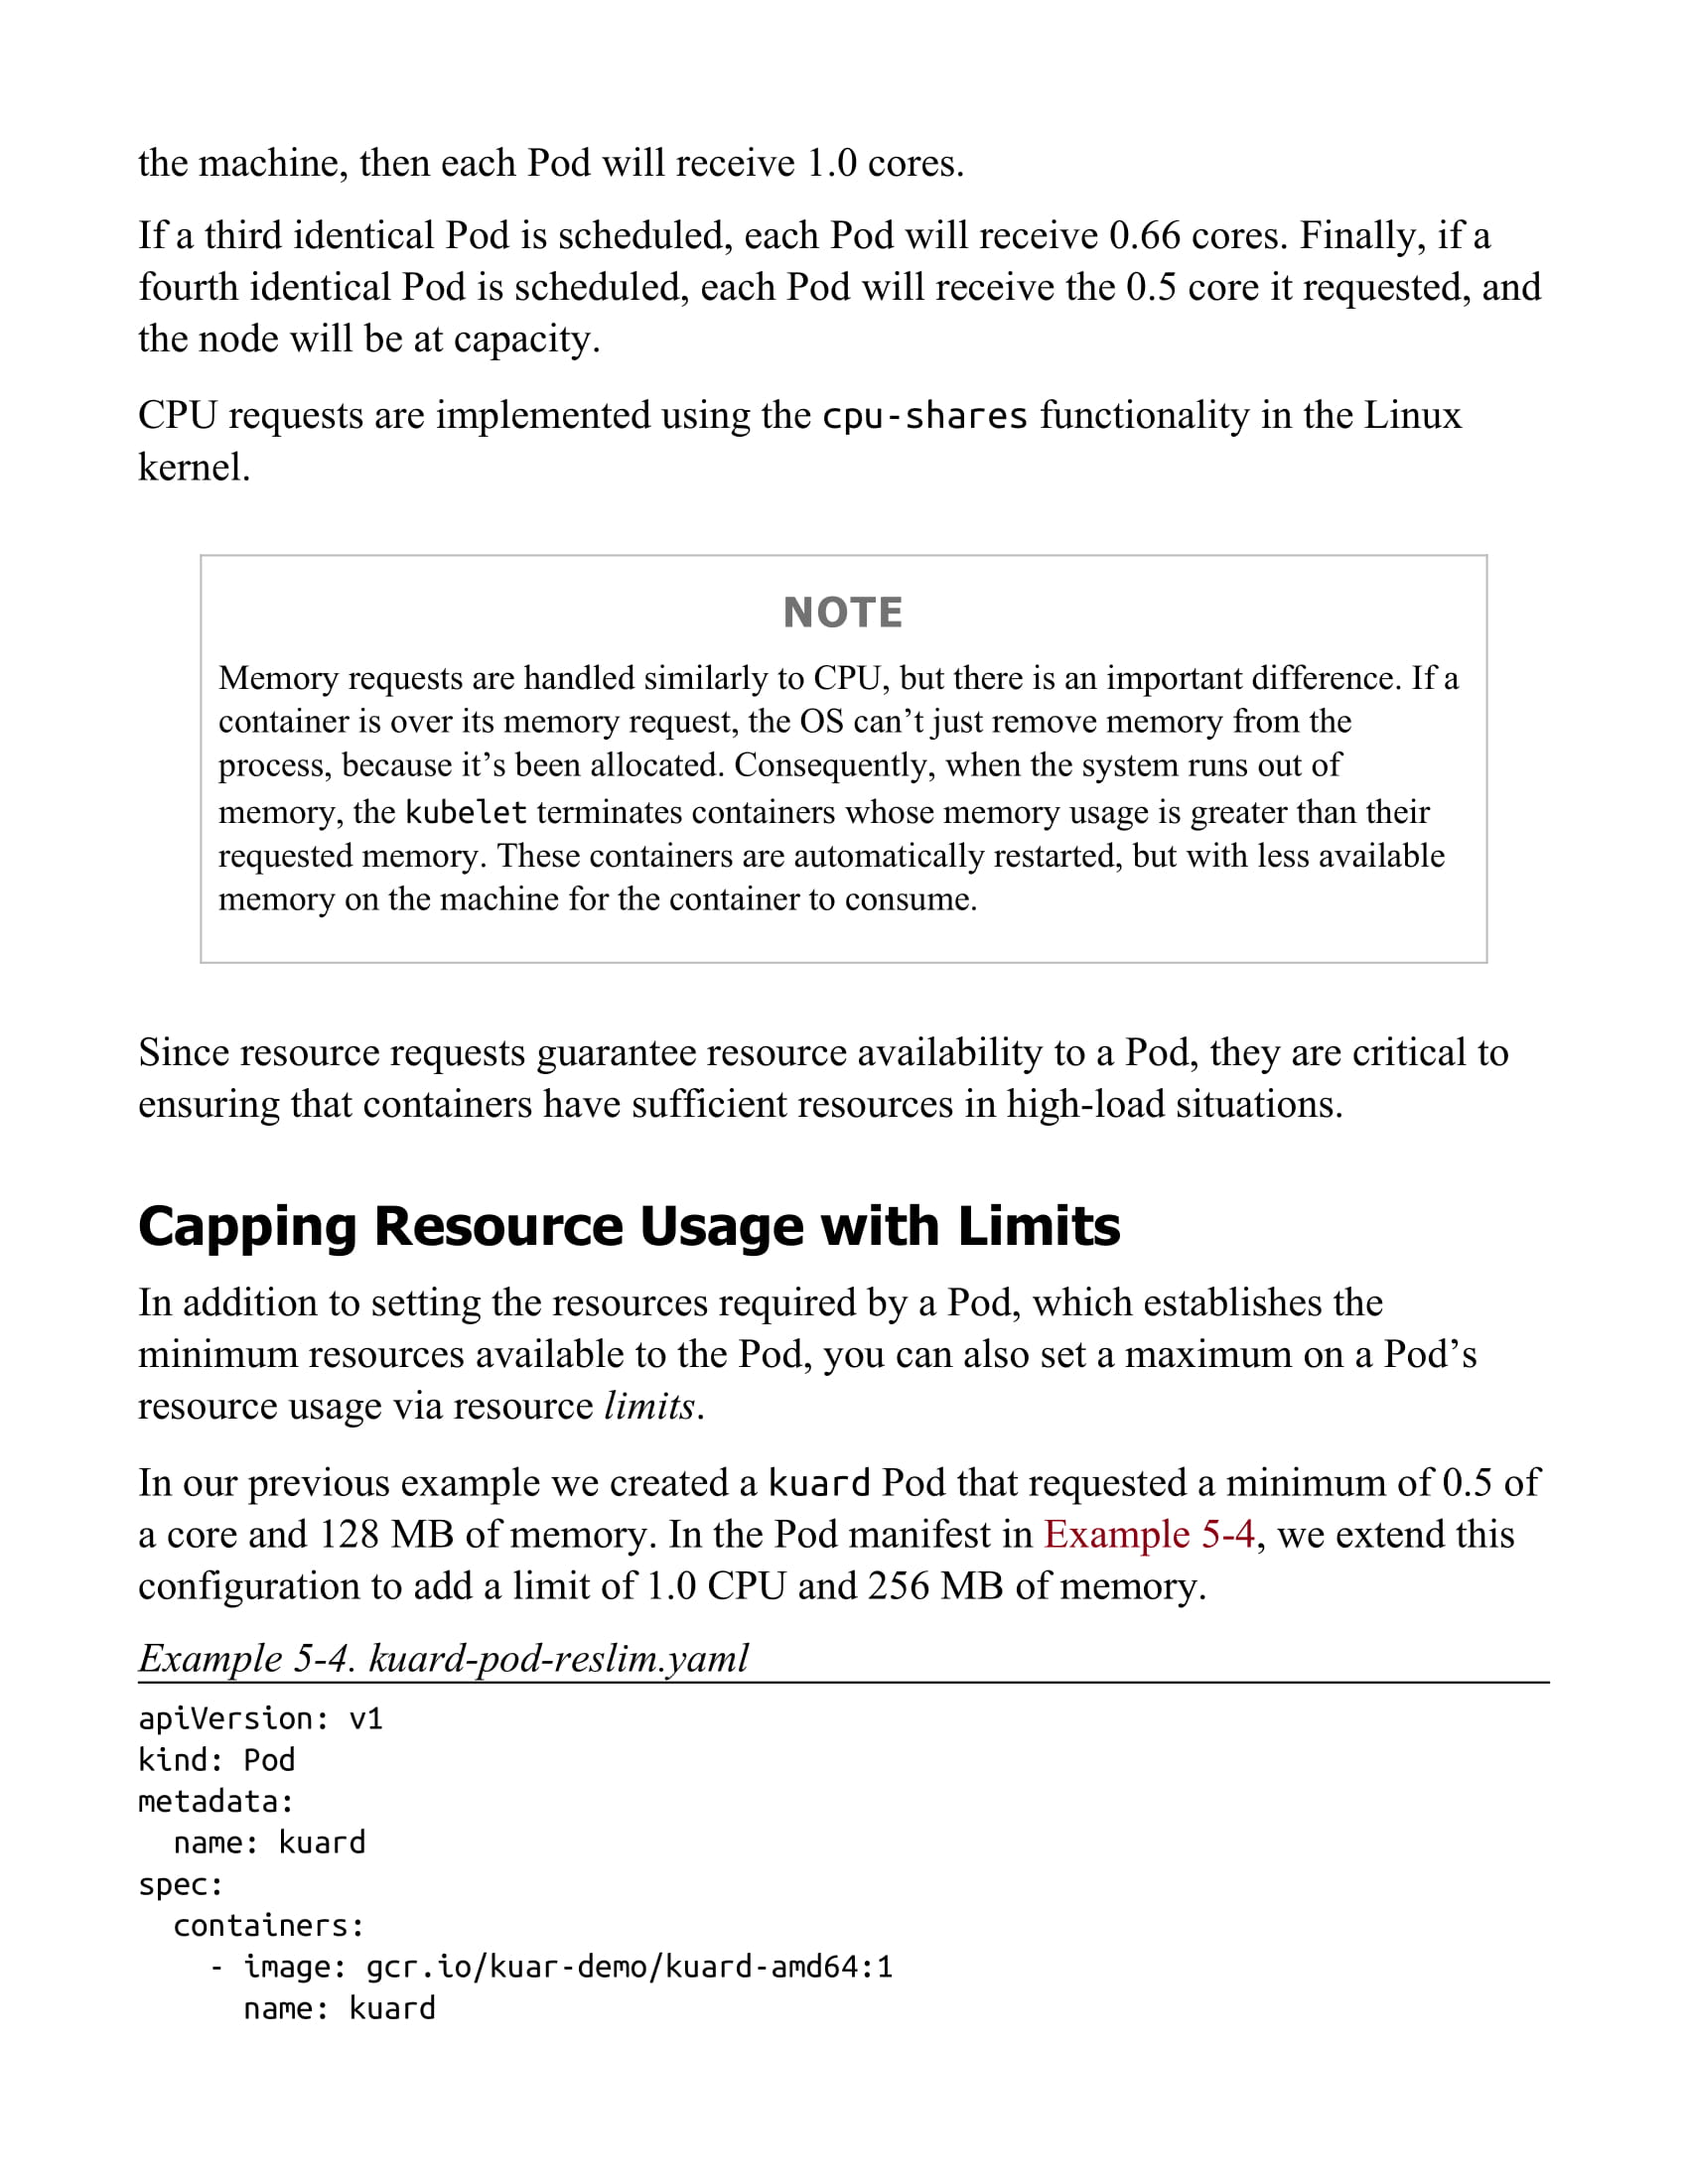 the machine, then each Pod will receive 1.0 cores.
If a third identical Pod is scheduled, each Pod will receive 0.66 cores. Finally, if a
fourth identical Pod is scheduled, each Pod will receive the 0.5 core it requested, and
the node will be at capacity.
CPU requests are implemented using the cpu-shares functionality in the Linux
kernel.
NOTE
Memory requests are handled similarly to CPU, but there is an important difference. If a
container is over its memory request, the OS can’t just remove memory from the
process, because it’s been allocated. Consequently, when the system runs out of
memory, the kubelet terminates containers whose memory usage is greater than their
requested memory. These containers are automatically restarted, but with less available
memory on the machine for the container to consume.
Since resource requests guarantee resource availability to a Pod, they are critical to
ensuring that containers have sufficient resources in high-load situations.
Capping Resource Usage with Limits
In addition to setting the resources required by a Pod, which establishes the
minimum resources available to the Pod, you can also set a maximum on a Pod’s
resource usage via resource limits.
In our previous example we created a kuard Pod that requested a minimum of 0.5 of
a core and 128 MB of memory. In the Pod manifest in Example 5-4, we extend this
configuration to add a limit of 1.0 CPU and 256 MB of memory.
Example 5-4. kuard-pod-reslim.yaml
apiVersion: v1
kind: Pod
metadata:
  name: kuard
spec:
  containers:
    - image: gcr.io/kuar-demo/kuard-amd64:1
      name: kuard